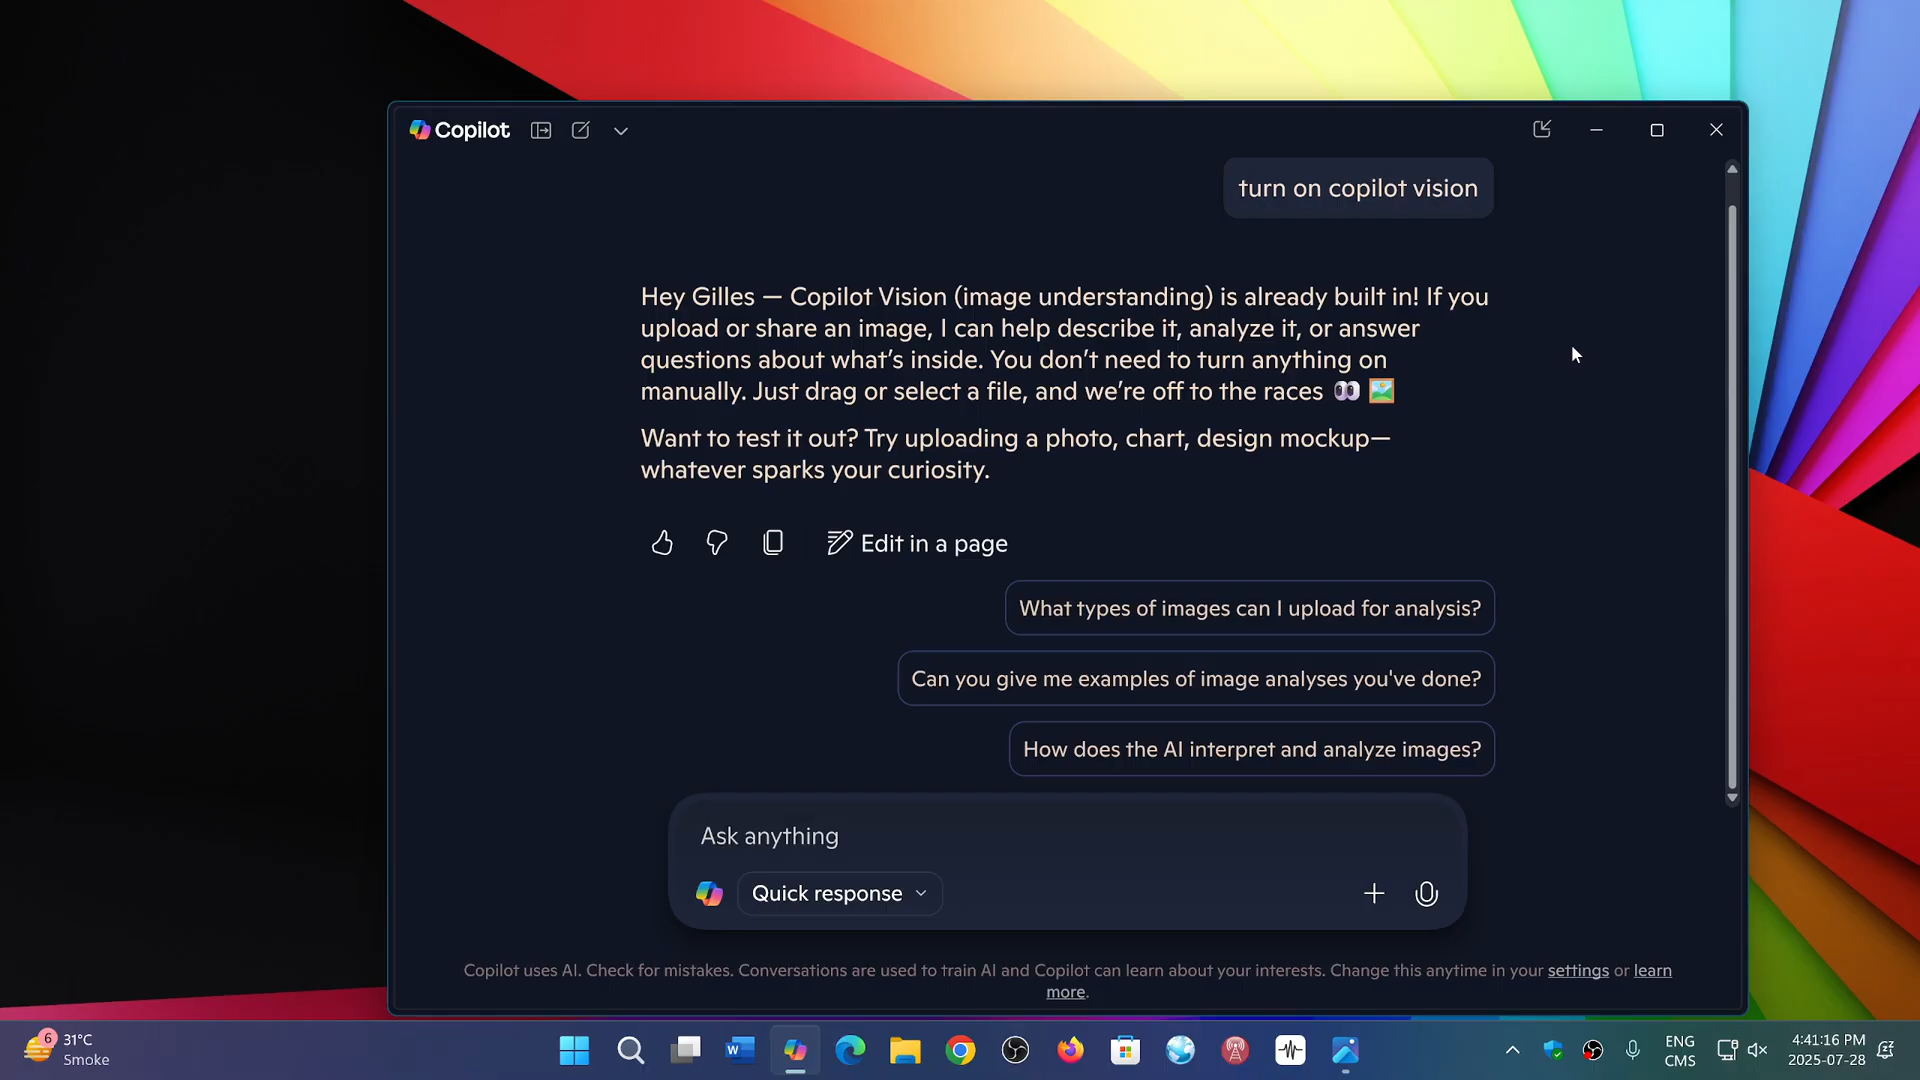 Copilot
turn on copilot vision
Hey Gilles — Copilot Vision (image understanding) is already built in! If you
upload or share an image, I can help describe it, analyze it, or answer
questions about what's inside. You don't need to turn anything on
manually. Just drag or select a file, and we're off to the races 👀 🖼️
Want to test it out? Try uploading a photo, chart, design mockup—
whatever sparks your curiosity.
Edit in a page
What types of images can I upload for analysis?
Can you give me examples of image analyses you've done?
How does the AI interpret and analyze images?
Ask anything
Quick response
Copilot uses AI. Check for mistakes. Conversations are used to train AI and Copilot can learn about your interests. Change this anytime in your settings or learn
more.
6
31°C
Smoke
W
ENG
CMS
4:41:16 PM
2025-07-28